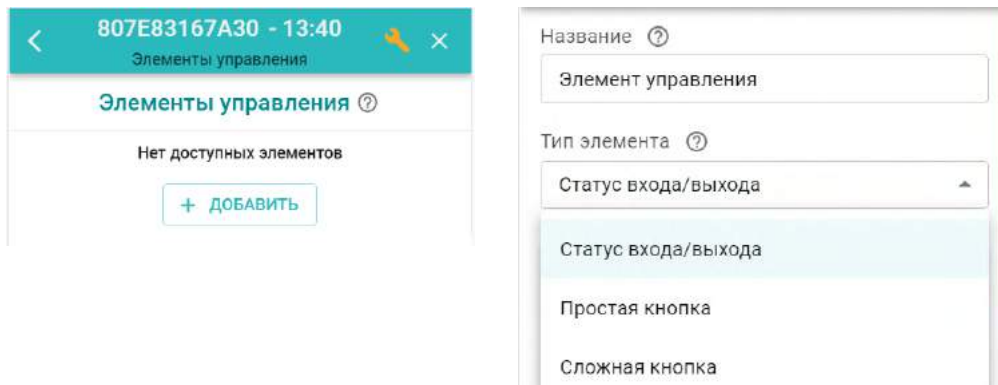 807E83167A30 - 13:40
Элементы управления
Элементы управления
Нет доступных элементов
+ ДОБАВИТЬ
Название
Элемент управления
Тип элемента
Статус входа/выхода
Статус входа/выхода
Простая кнопка
Сложная кнопка